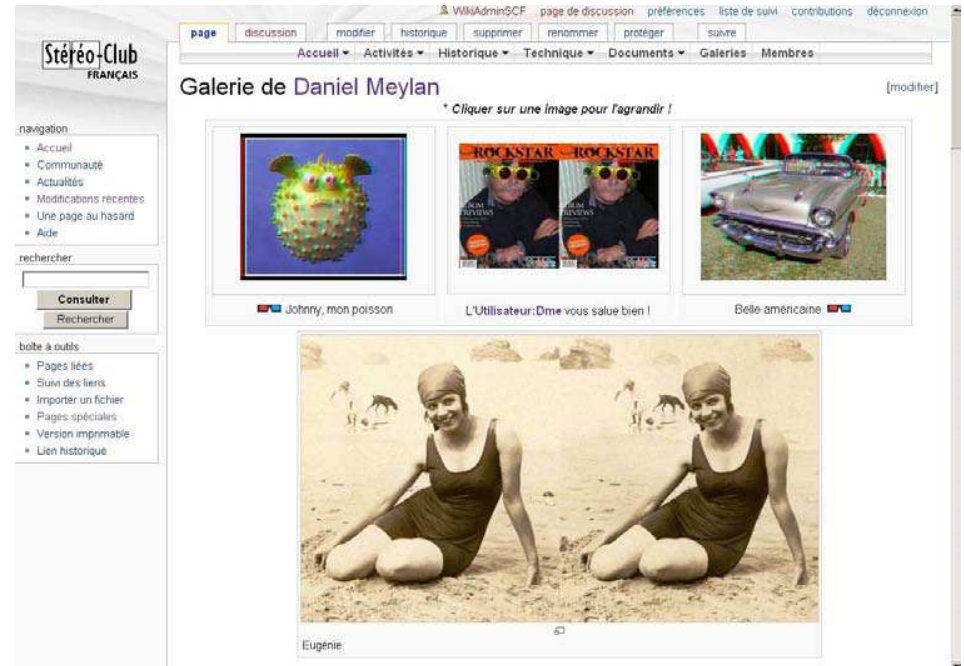 WikiAdminSCF page de discussion préférences liste de suivi contributions déconnexion
page discussion modifier historique supprimer renommer protéger suivre
Accueil Activités Historique Technique Documents Galeries Membres
Stéréo-Club
FRANÇAIS
Galerie de Daniel Meylan
[modifier]
* Cliquer sur une image pour l'agrandir !
navigation
Accueil
Communauté
Actualités
Modifications récentes
Une page au hasard
Aide
rechercher
Consulter
Rechercher
boîte à outils
Pages liées
Suivi des liens
Importer un fichier
Pages spéciales
Version imprimable
Lien historique
ROCKSTAR ROCKSTAR
Johnny, mon poisson
L'Utilisateur:Dme vous salue bien !
Belle américaine
Eugénie